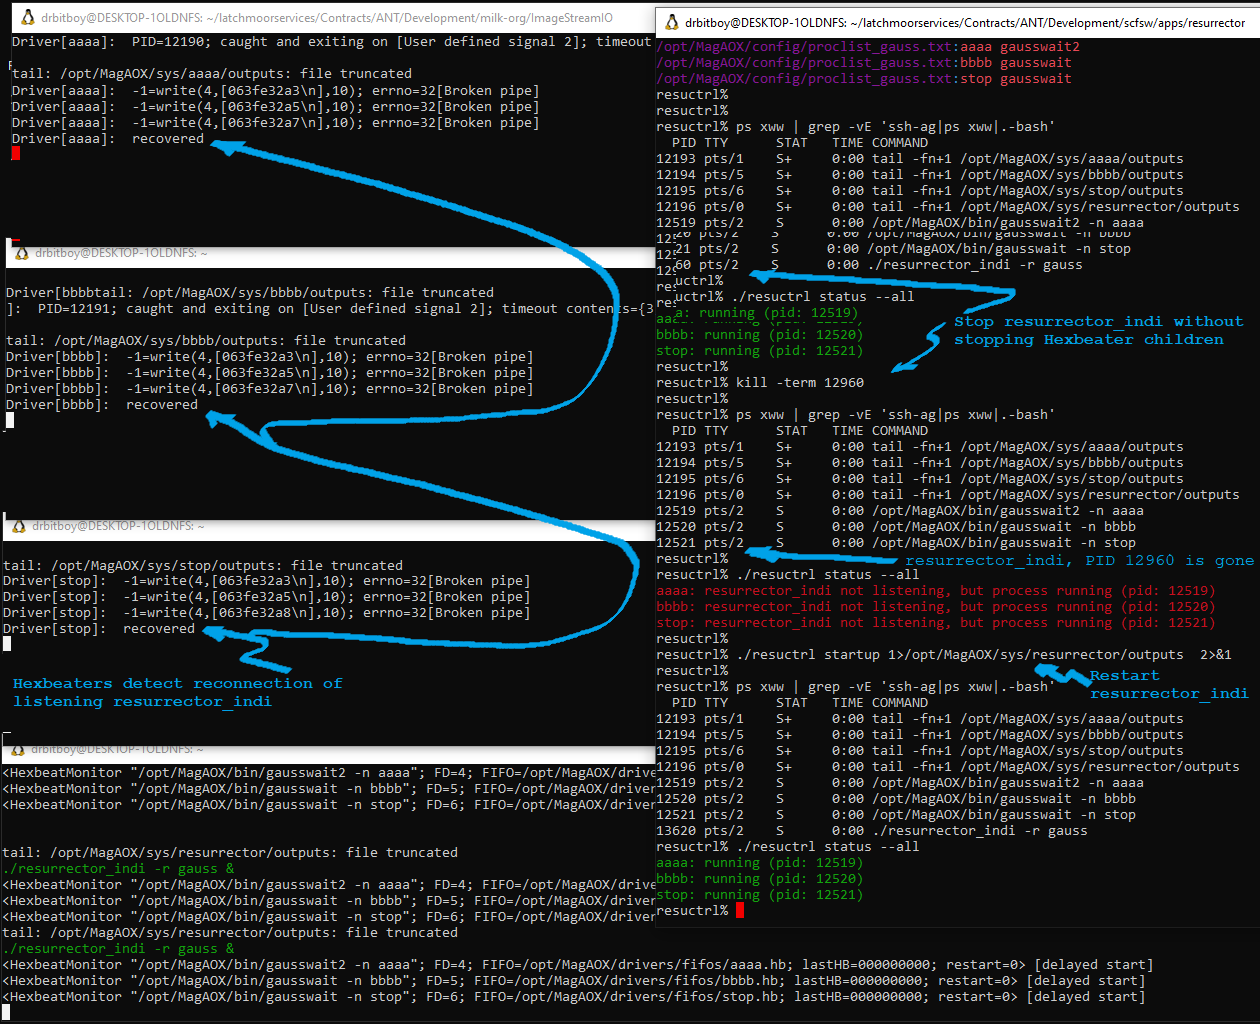 drbitboy@DESKTOP-1OLDNFS: ~/latchmoorservices/Contracts/ANT/Development/milk-org/ImageStreamIO
Driver[aaaa]:  PID=12190; caught and exiting on [User defined signal 2]; timeout
tail: /opt/MagAOX/sys/aaaa/outputs: file truncated
Driver[aaaa]:  -1=write(4,[063fe32a3\n],10); errno=32[Broken pipe]
Driver[aaaa]:  -1=write(4,[063fe32a5\n],10); errno=32[Broken pipe]
Driver[aaaa]:  -1=write(4,[063fe32a7\n],10); errno=32[Broken pipe]
Driver[aaaa]:  recovered
drbitboy@DESKTOP-1OLDNFS: ~
Driver[bbbbtail: /opt/MagAOX/sys/bbbb/outputs: file truncated
]:  PID=12191; caught and exiting on [User defined signal 2]; timeout contents={3
tail: /opt/MagAOX/sys/bbbb/outputs: file truncated
Driver[bbbb]:  -1=write(4,[063fe32a3\n],10); errno=32[Broken pipe]
Driver[bbbb]:  -1=write(4,[063fe32a5\n],10); errno=32[Broken pipe]
Driver[bbbb]:  -1=write(4,[063fe32a7\n],10); errno=32[Broken pipe]
Driver[bbbb]:  recovered
drbitboy@DESKTOP-1OLDNFS: ~
tail: /opt/MagAOX/sys/stop/outputs: file truncated
Driver[stop]:  -1=write(4,[063fe32a3\n],10); errno=32[Broken pipe]
Driver[stop]:  -1=write(4,[063fe32a5\n],10); errno=32[Broken pipe]
Driver[stop]:  -1=write(4,[063fe32a8\n],10); errno=32[Broken pipe]
Driver[stop]:  recovered
Hexbeaters detect reconnection of
listening resurrector_indi
drbitboy@DESKTOP-1OLDNFS: ~
<HexbeatMonitor "/opt/MagAOX/bin/gausswait2 -n aaaa"; FD=4; FIFO=/opt/MagAOX/drive
<HexbeatMonitor "/opt/MagAOX/bin/gausswait -n bbbb"; FD=5; FIFO=/opt/MagAOX/driver
<HexbeatMonitor "/opt/MagAOX/bin/gausswait -n stop"; FD=6; FIFO=/opt/MagAOX/driver
tail: /opt/MagAOX/sys/resurrector/outputs: file truncated
./resurrector_indi -r gauss &
<HexbeatMonitor "/opt/MagAOX/bin/gausswait2 -n aaaa"; FD=4; FIFO=/opt/MagAOX/drive
<HexbeatMonitor "/opt/MagAOX/bin/gausswait -n bbbb"; FD=5; FIFO=/opt/MagAOX/driver
<HexbeatMonitor "/opt/MagAOX/bin/gausswait -n stop"; FD=6; FIFO=/opt/MagAOX/driver
tail: /opt/MagAOX/sys/resurrector/outputs: file truncated
./resurrector_indi -r gauss &
<HexbeatMonitor "/opt/MagAOX/bin/gausswait2 -n aaaa"; FD=4; FIFO=/opt/MagAOX/drivers/fifos/aaaa.hb; lastHB=000000000; restart=0> [delayed start]
<HexbeatMonitor "/opt/MagAOX/bin/gausswait -n bbbb"; FD=5; FIFO=/opt/MagAOX/drivers/fifos/bbbb.hb; lastHB=000000000; restart=0> [delayed start]
<HexbeatMonitor "/opt/MagAOX/bin/gausswait -n stop"; FD=6; FIFO=/opt/MagAOX/drivers/fifos/stop.hb; lastHB=000000000; restart=0> [delayed start]
drbitboy@DESKTOP-1OLDNFS: ~/latchmoorservices/Contracts/ANT/Development/scfsw/apps/resurrector
/opt/MagAOX/config/proclist_gauss.txt:aaaa gausswait2
/opt/MagAOX/config/proclist_gauss.txt:bbbb gausswait
/opt/MagAOX/config/proclist_gauss.txt:stop gausswait
resuctrl%
resuctrl%
resuctrl% ps xww | grep -vE 'ssh-ag|ps xww|.-bash'
  PID TTY      STAT   TIME COMMAND
12193 pts/1    S+     0:00 tail -fn+1 /opt/MagAOX/sys/aaaa/outputs
12194 pts/5    S+     0:00 tail -fn+1 /opt/MagAOX/sys/bbbb/outputs
12195 pts/6    S+     0:00 tail -fn+1 /opt/MagAOX/sys/stop/outputs
12196 pts/0    S+     0:00 tail -fn+1 /opt/MagAOX/sys/resurrector/outputs
12519 pts/2    S      0:00 /opt/MagAOX/bin/gausswait2 -n aaaa
20 pts/2    S      0:00 /opt/MagAOX/bin/gausswait -n bbbb
21 pts/2    S      0:00 /opt/MagAOX/bin/gausswait -n stop
60 pts/2    S      0:00 ./resurrector_indi -r gauss
uctrl%
uctrl% ./resuctrl status --all
aaaa: running (pid: 12519)
bbbb: running (pid: 12520)
stop: running (pid: 12521)
Stop resurrector_indi without
stopping Hexbeater children
resuctrl%
resuctrl% kill -term 12960
resuctrl%
resuctrl% ps xww | grep -vE 'ssh-ag|ps xww|.-bash'
  PID TTY      STAT   TIME COMMAND
12193 pts/1    S+     0:00 tail -fn+1 /opt/MagAOX/sys/aaaa/outputs
12194 pts/5    S+     0:00 tail -fn+1 /opt/MagAOX/sys/bbbb/outputs
12195 pts/6    S+     0:00 tail -fn+1 /opt/MagAOX/sys/stop/outputs
12196 pts/0    S+     0:00 tail -fn+1 /opt/MagAOX/sys/resurrector/outputs
12519 pts/2    S      0:00 /opt/MagAOX/bin/gausswait2 -n aaaa
12520 pts/2    S      0:00 /opt/MagAOX/bin/gausswait -n bbbb
12521 pts/2    S      0:00 /opt/MagAOX/bin/gausswait -n stop
resuctrl%
resurrector_indi, PID 12960 is gone
resuctrl% ./resuctrl status --all
aaaa: resurrector_indi not listening, but process running (pid: 12519)
bbbb: resurrector_indi not listening, but process running (pid: 12520)
stop: resurrector_indi not listening, but process running (pid: 12521)
resuctrl%
resuctrl% ./resuctrl startup 1>/opt/MagAOX/sys/resurrector/outputs  2>&1
resuctrl%
Restart
resurrector_indi
resuctrl% ps xww | grep -vE 'ssh-ag|ps xww|.-bash'
  PID TTY      STAT   TIME COMMAND
12193 pts/1    S+     0:00 tail -fn+1 /opt/MagAOX/sys/aaaa/outputs
12194 pts/5    S+     0:00 tail -fn+1 /opt/MagAOX/sys/bbbb/outputs
12195 pts/6    S+     0:00 tail -fn+1 /opt/MagAOX/sys/stop/outputs
12196 pts/0    S+     0:00 tail -fn+1 /opt/MagAOX/sys/resurrector/outputs
12519 pts/2    S      0:00 /opt/MagAOX/bin/gausswait2 -n aaaa
12520 pts/2    S      0:00 /opt/MagAOX/bin/gausswait -n bbbb
12521 pts/2    S      0:00 /opt/MagAOX/bin/gausswait -n stop
13620 pts/2    S      0:00 ./resurrector_indi -r gauss
resuctrl% ./resuctrl status --all
aaaa: running (pid: 12519)
bbbb: running (pid: 12520)
stop: running (pid: 12521)
resuctrl%